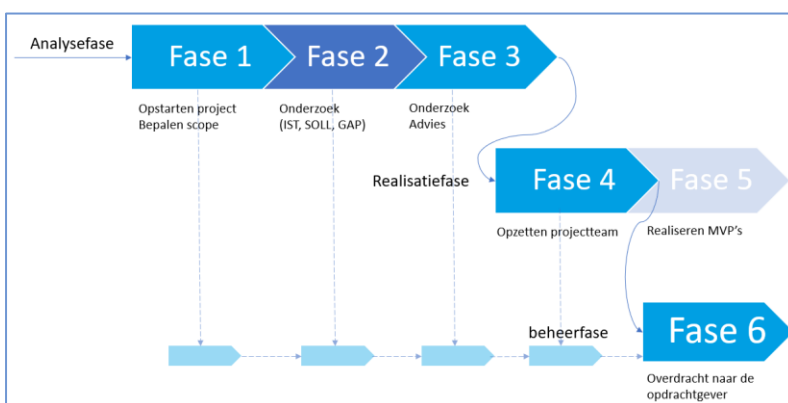 Analysefase
Fase 1
Fase 2
Fase 3
Opstarten project
Bepalen scope
Onderzoek
(IST, SOLL, GAP)
Onderzoek
Advies
Realisatiefase
Fase 4
Fase 5
Opzetten projectteam
Realiseren MVP's
beheerfase
Fase 6
Overdracht naar de
opdrachtgever